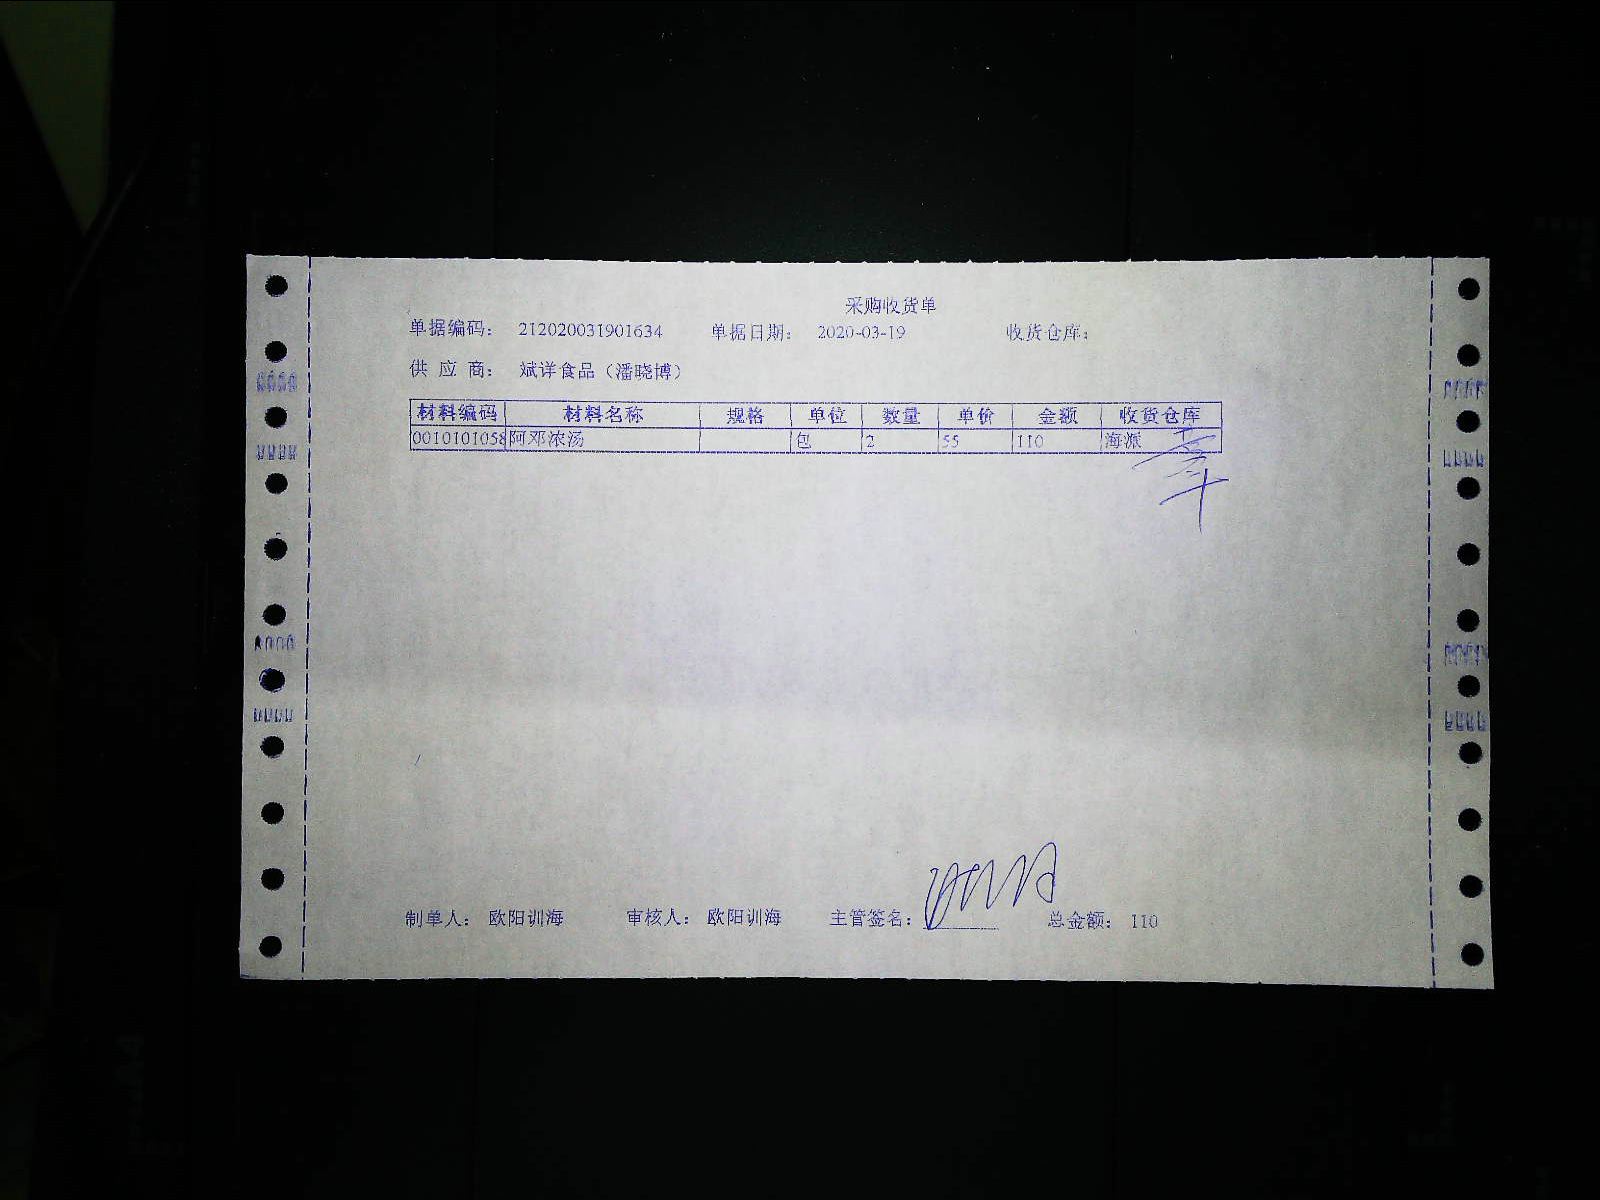 采购收货单
单据编码: 212020031901634 单据日期: 2020-03-19 收货仓库:
供 应 商: 斌详食品（潘晓博）
材料编码 材料名称 规格 单位 数量 单价 金额 收货仓库
0010101058 阿邓浓汤 包 2 55 110 海派
制单人: 欧阳训海 审核人: 欧阳训海 主管签名: 总金额: 110